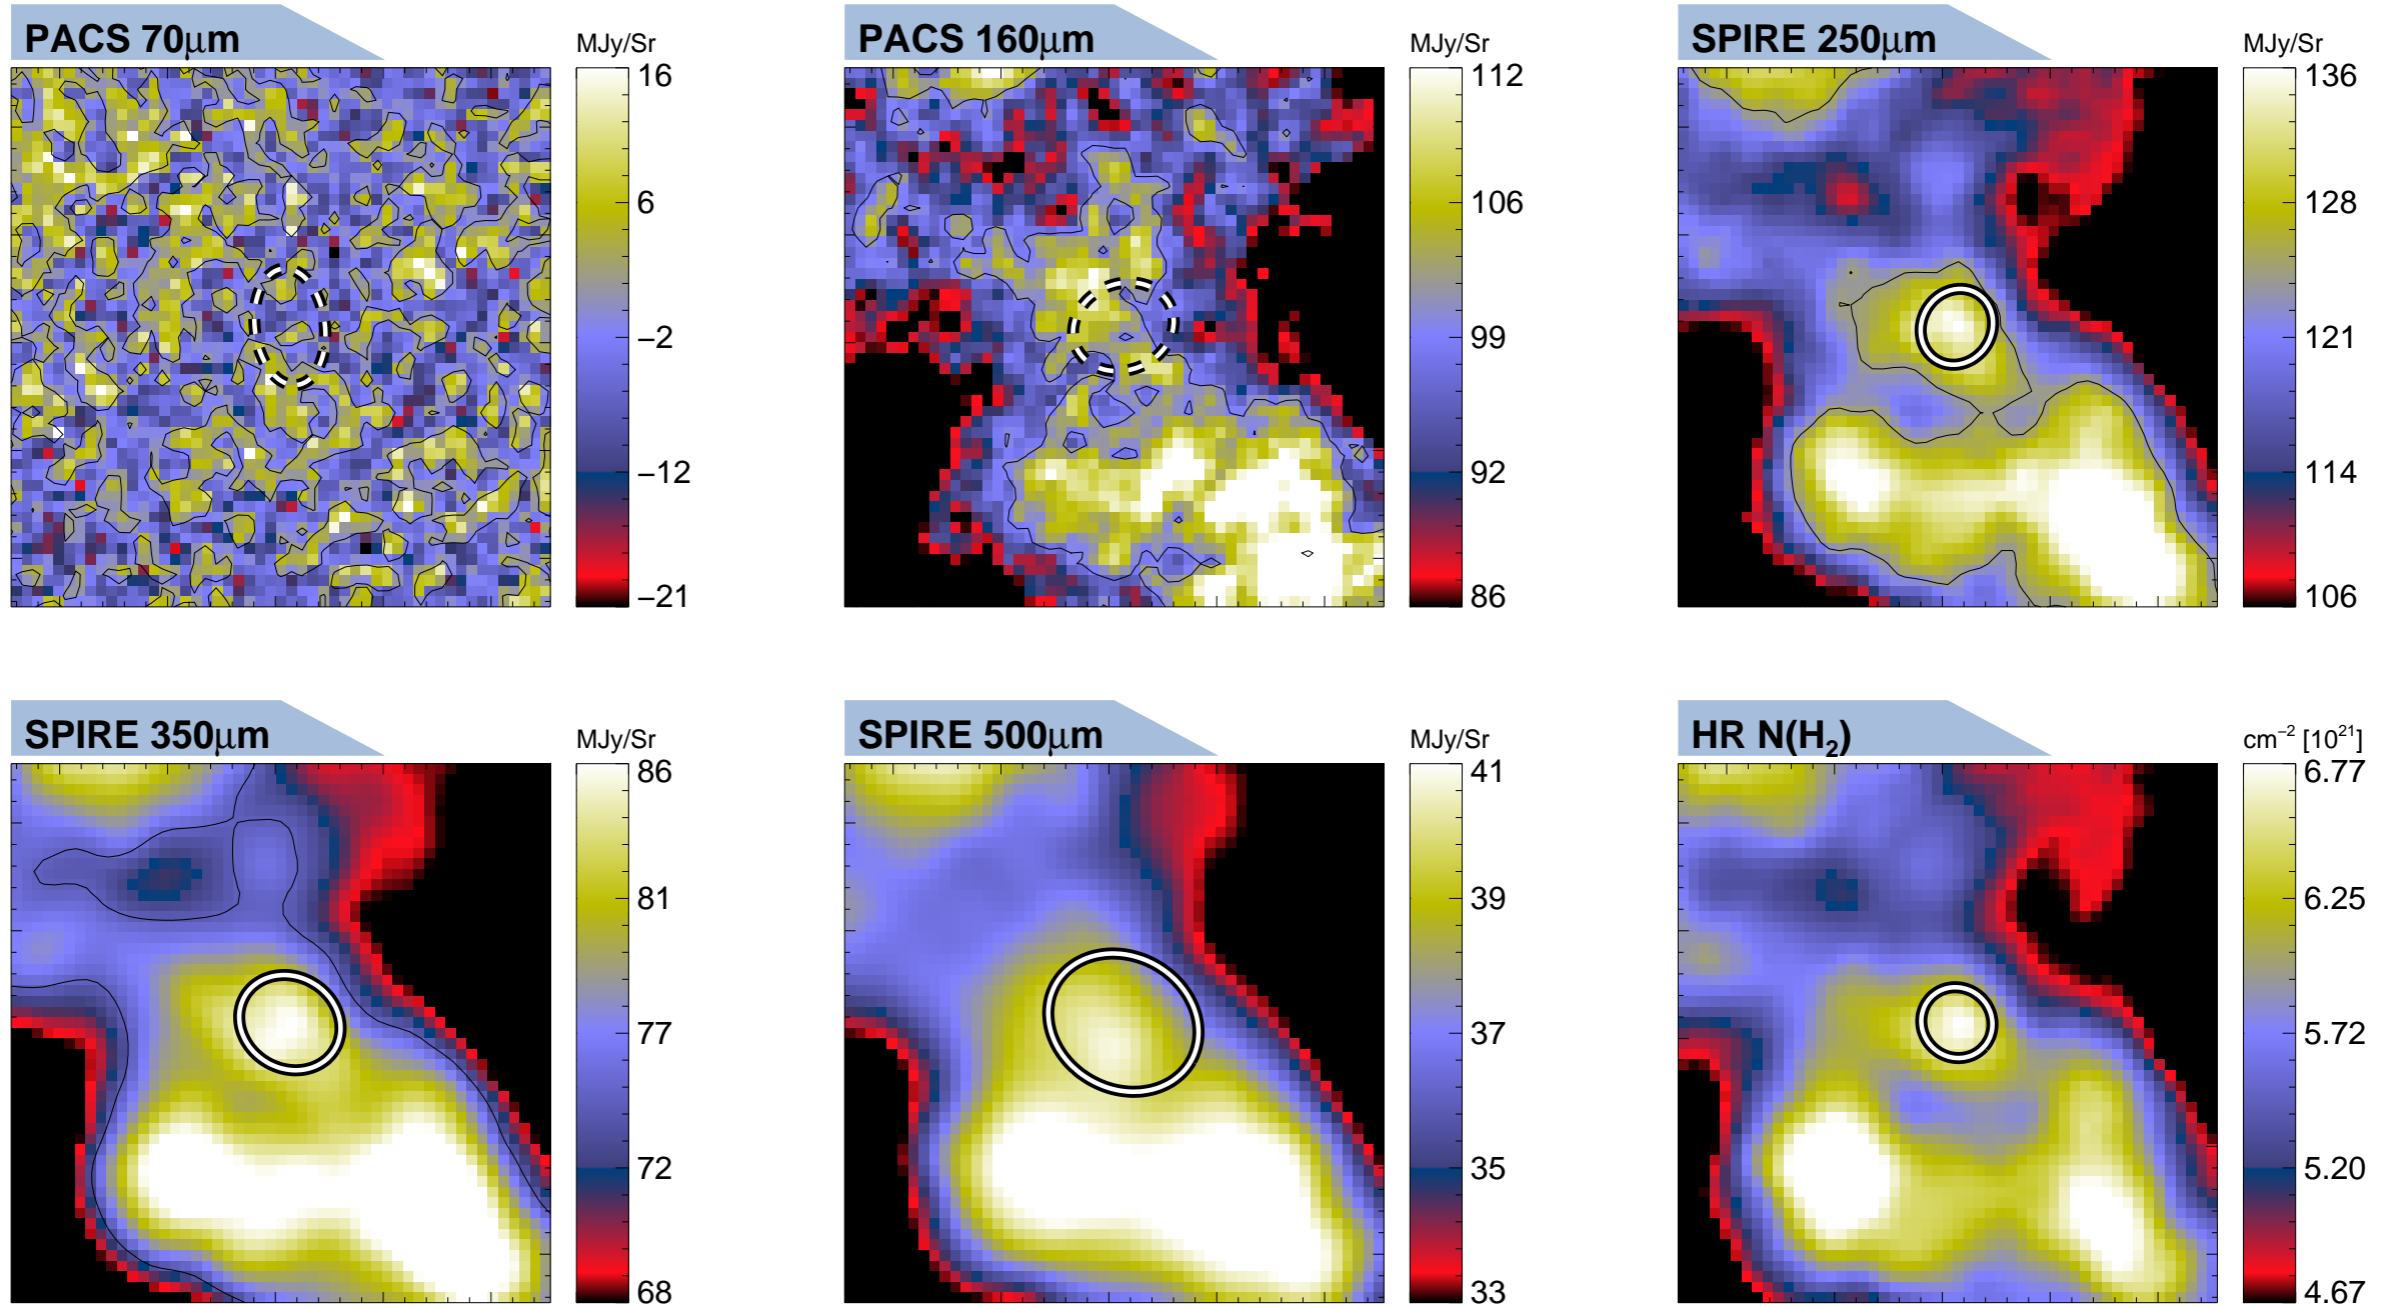 PACS 70μm
MJy/Sr
16
6
−2
−12
−21
PACS 160μm
MJy/Sr
112
106
99
92
86
SPIRE 250μm
MJy/Sr
136
128
121
114
106
SPIRE 350μm
MJy/Sr
86
81
77
72
68
SPIRE 500μm
MJy/Sr
41
39
37
35
33
HR N(H₂)
cm⁻² [10²¹]
6.77
6.25
5.72
5.20
4.67